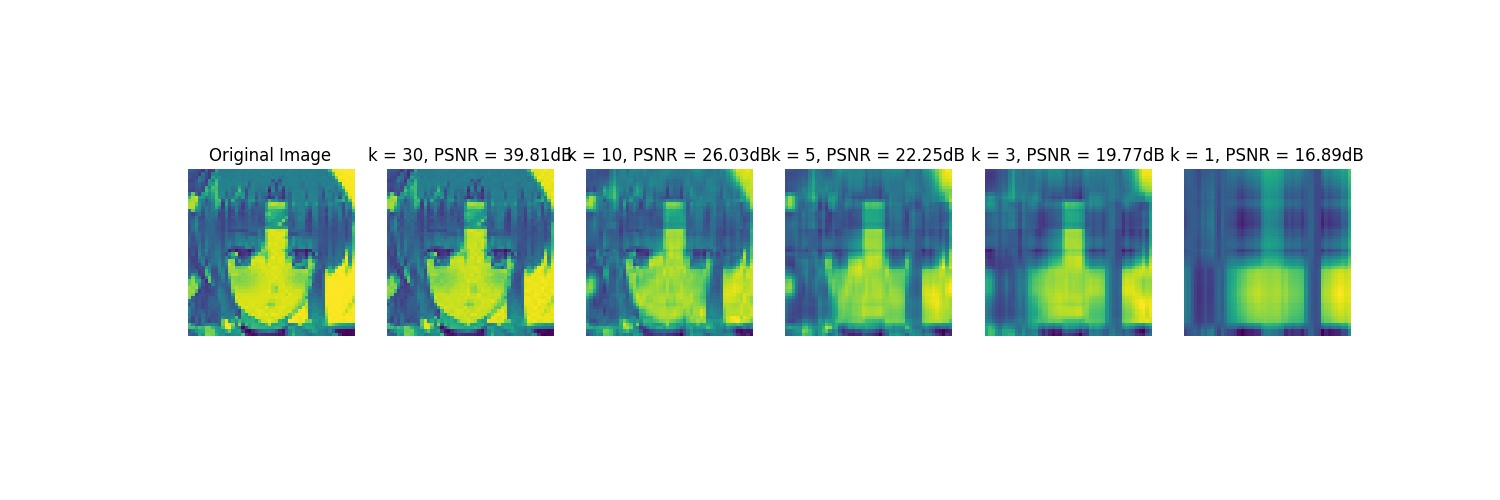 Original Image
k = 30, PSNR = 39.81dB
k = 10, PSNR = 26.03dB
k = 5, PSNR = 22.25dB
k = 3, PSNR = 19.77dB
k = 1, PSNR = 16.89dB